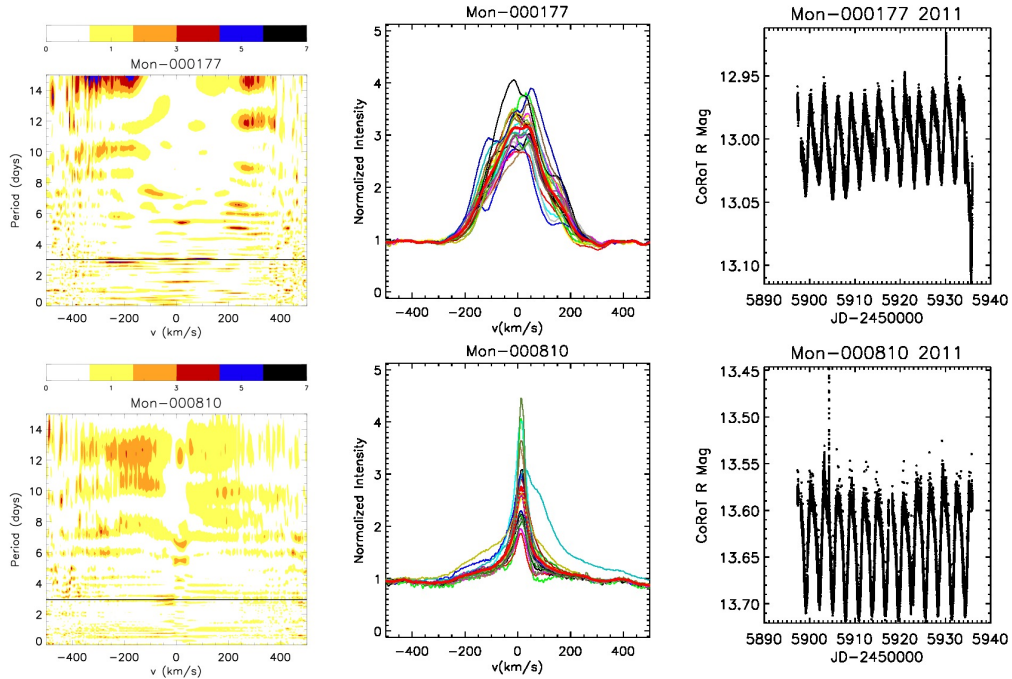 0 1 3 5 7
Mon-000177
14
12
10
8
6
4
2
0
Period (days)
-400 -200 0 200 400
v (km/s)
Mon-000177
5
4
3
2
1
0
Normalized Intensity
-400 -200 0 200 400
v(km/s)
Mon-000177 2011
12.95
13.00
13.05
13.10
CoRoT R Mag
5890 5900 5910 5920 5930 5940
JD-2450000
0 1 3 5 7
Mon-000810
14
12
10
8
6
4
2
0
Period (days)
-400 -200 0 200 400
v (km/s)
Mon-000810
5
4
3
2
1
0
Normalized Intensity
-400 -200 0 200 400
v(km/s)
Mon-000810 2011
13.45
13.50
13.55
13.60
13.65
13.70
CoRoT R Mag
5890 5900 5910 5920 5930 5940
JD-2450000